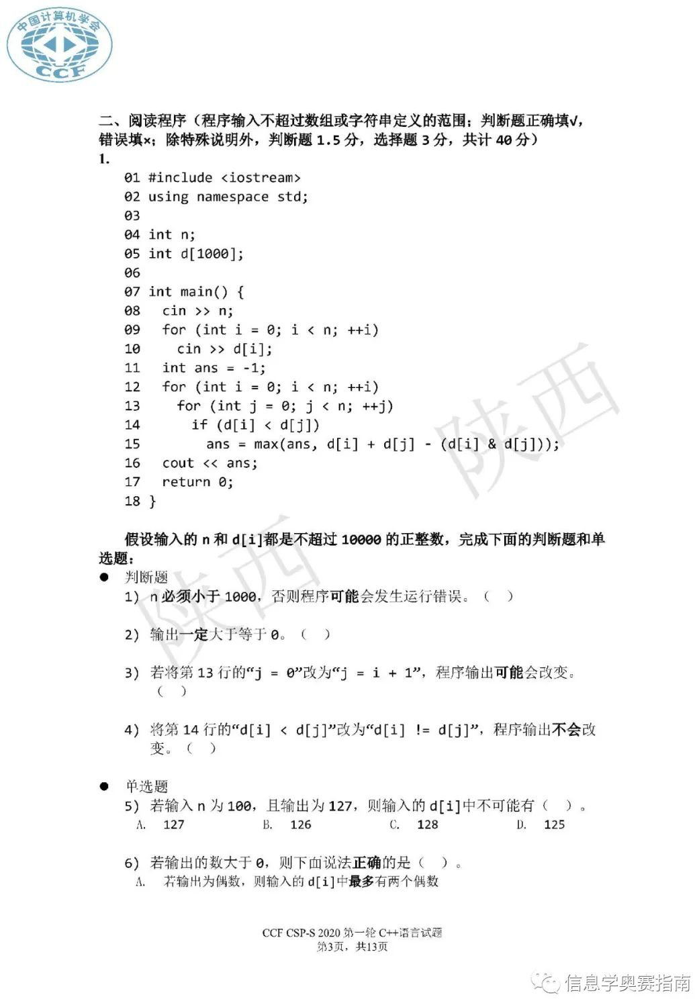 中国计算机学会
CCF
二、阅读程序（程序输入不超过数组或字符串定义的范围；判断题正确填√，
错误填×；除特殊说明外，判断题 1.5 分，选择题 3 分，共计 40 分）
1.
01 #include <iostream>
02 using namespace std;
03
04 int n;
05 int d[1000];
06
07 int main() {
08   cin >> n;
09   for (int i = 0; i < n; ++i)
10     cin >> d[i];
11   int ans = -1;
12   for (int i = 0; i < n; ++i)
13     for (int j = 0; j < n; ++j)
14       if (d[i] < d[j])
15         ans = max(ans, d[i] + d[j] - (d[i] & d[j]));
16   cout << ans;
17   return 0;
18 }
假设输入的 n 和 d[i]都是不超过 10000 的正整数，完成下面的判断题和单
选题：
● 判断题
1) n 必须小于 1000，否则程序可能会发生运行错误。（ ）
2) 输出一定大于等于 0。（ ）
3) 若将第 13 行的“j = 0”改为“j = i + 1”，程序输出可能会改变。
（ ）
4) 将第 14 行的“d[i] < d[j]”改为“d[i] != d[j]”，程序输出不会改
变。（ ）
● 单选题
5) 若输入 n 为 100，且输出为 127，则输入的 d[i]中不可能有（ ）。
A. 127 B. 126 C. 128 D. 125
6) 若输出的数大于 0，则下面说法正确的是（ ）。
A. 若输出为偶数，则输入的 d[i]中最多有两个偶数
陕西
陕西
CCF CSP-S 2020 第一轮 C++语言试题
第3页，共13页
信息学奥赛指南